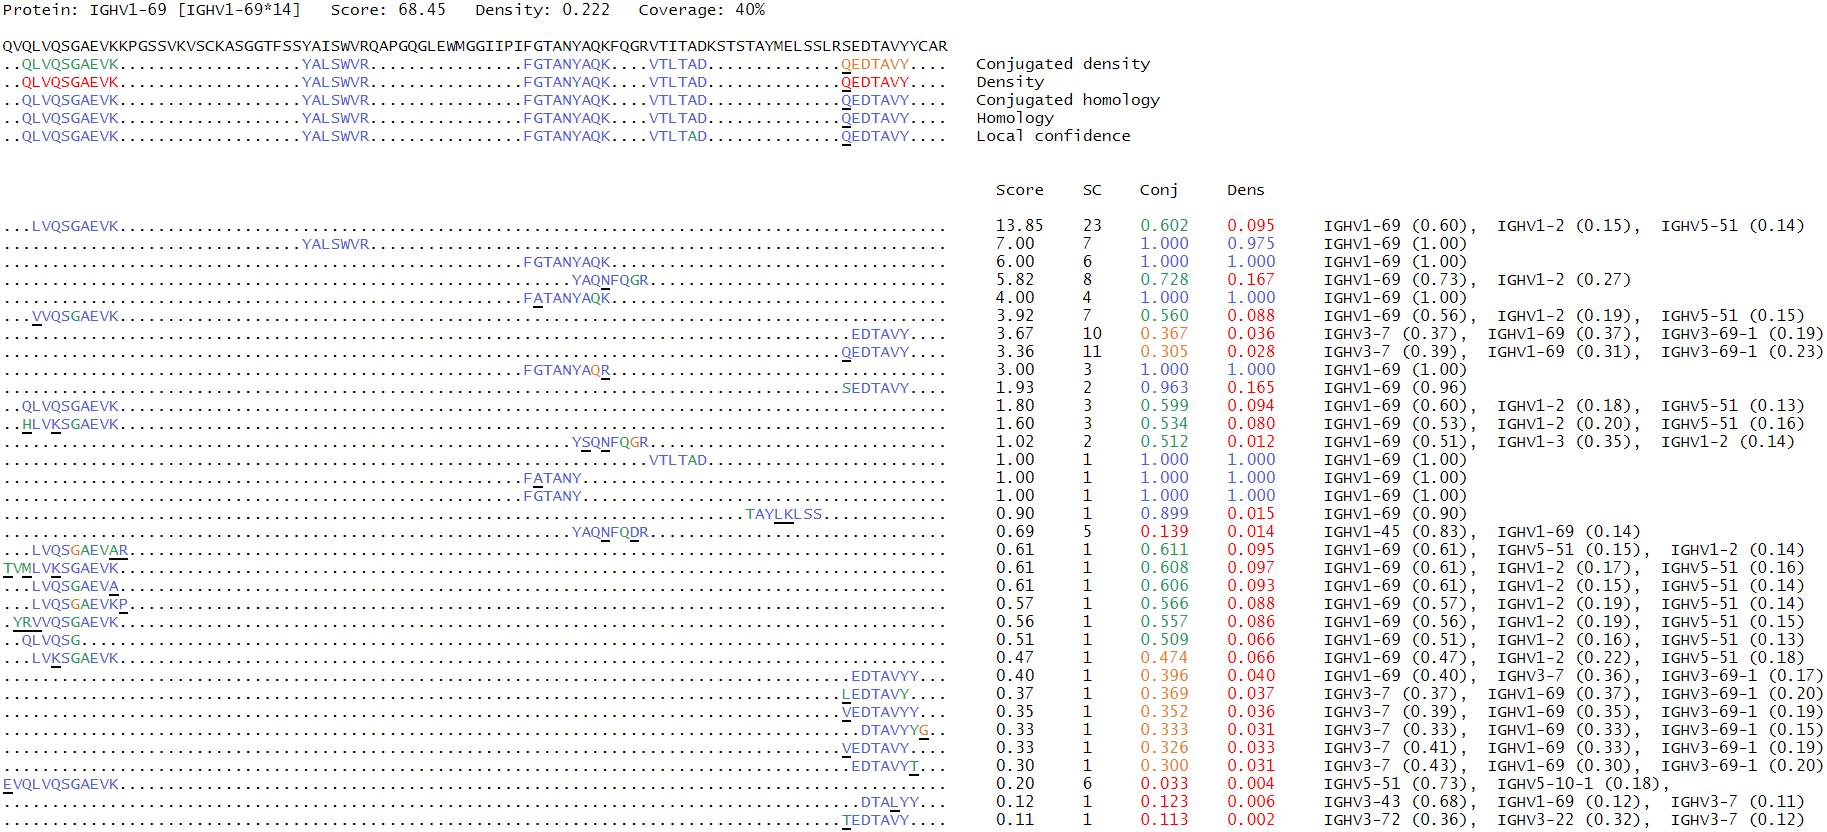 Protein: IGHV1-69 [IGHV1-69*14]   Score: 68.45   Density: 0.222   Coverage: 40%
QVQLVQSGAEVKKPGSSVKVSCKASGGTFSSYAISWVRQAPGQGLEWMGGIIPIFGTANYAQKFQGRVTITADKSTSTAYMELSSLRSEDTAVYYCAR
..QLVQSGAEVK...................YALSWVR................FGTANYAQK....VTLTAD..............QEDTAVY.... Conjugated density
..QLVQSGAEVK...................YALSWVR................FGTANYAQK....VTLTAD..............QEDTAVY.... Density
..QLVQSGAEVK...................YALSWVR................FGTANYAQK....VTLTAD..............QEDTAVY.... Conjugated homology
..QLVQSGAEVK...................YALSWVR................FGTANYAQK....VTLTAD..............QEDTAVY.... Homology
..QLVQSGAEVK...................YALSWVR................FGTANYAQK....VTLTAD..............QEDTAVY.... Local confidence
Score SC Conj Dens
...LVQSGAEVK...................................................................................... 13.85 23 0.602 0.095 IGHV1-69 (0.60), IGHV1-2 (0.15), IGHV5-51 (0.14)
...............................YALSWVR............................................................ 7.00 7 1.000 0.975 IGHV1-69 (1.00)
......................................................FGTANYAQK................................... 6.00 6 1.000 1.000 IGHV1-69 (1.00)
...........................................................YAQNFQGR............................... 5.82 8 0.728 0.167 IGHV1-69 (0.73), IGHV1-2 (0.27)
......................................................FATANYAQK................................... 4.00 4 1.000 1.000 IGHV1-69 (1.00)
...VVQSGAEVK...................................................................................... 3.92 7 0.560 0.088 IGHV1-69 (0.56), IGHV1-2 (0.19), IGHV5-51 (0.15)
........................................................................................EDTAVY.... 3.67 10 0.367 0.036 IGHV3-7 (0.37), IGHV1-69 (0.37), IGHV3-69-1 (0.19)
.......................................................................................QEDTAVY.... 3.36 11 0.305 0.028 IGHV3-7 (0.39), IGHV1-69 (0.31), IGHV3-69-1 (0.23)
......................................................FGTANYAQR................................... 3.00 3 1.000 1.000 IGHV1-69 (1.00)
.......................................................................................SEDTAVY.... 1.93 2 0.963 0.165 IGHV1-69 (0.96)
..QLVQSGAEVK...................................................................................... 1.80 3 0.599 0.094 IGHV1-69 (0.60), IGHV1-2 (0.18), IGHV5-51 (0.13)
..HLVKSGAEVK...................................................................................... 1.60 3 0.534 0.080 IGHV1-69 (0.53), IGHV1-2 (0.20), IGHV5-51 (0.16)
...........................................................YSQNFQGR............................... 1.02 2 0.512 0.012 IGHV1-69 (0.51), IGHV1-3 (0.35), IGHV1-2 (0.14)
...................................................................VTLTAD......................... 1.00 1 1.000 1.000 IGHV1-69 (1.00)
......................................................FATANY...................................... 1.00 1 1.000 1.000 IGHV1-69 (1.00)
......................................................FGTANY...................................... 1.00 1 1.000 1.000 IGHV1-69 (1.00)
.............................................................................TAYLKLSS............. 0.90 1 0.899 0.015 IGHV1-69 (0.90)
...........................................................YAQNFQDR............................... 0.69 5 0.139 0.014 IGHV1-45 (0.83), IGHV1-69 (0.14)
...LVQSGAEVAR..................................................................................... 0.61 1 0.611 0.095 IGHV1-69 (0.61), IGHV5-51 (0.15), IGHV1-2 (0.14)
TVMLVKSGAEVK...................................................................................... 0.61 1 0.608 0.097 IGHV1-69 (0.61), IGHV1-2 (0.17), IGHV5-51 (0.16)
...LVQSGAEVA...................................................................................... 0.61 1 0.606 0.093 IGHV1-69 (0.61), IGHV1-2 (0.15), IGHV5-51 (0.14)
...LVQSGAEVKP..................................................................................... 0.57 1 0.566 0.088 IGHV1-69 (0.57), IGHV1-2 (0.19), IGHV5-51 (0.14)
.YRVVQSGAEVK...................................................................................... 0.56 1 0.557 0.086 IGHV1-69 (0.56), IGHV1-2 (0.19), IGHV5-51 (0.15)
..QLVQSG.......................................................................................... 0.51 1 0.509 0.066 IGHV1-69 (0.51), IGHV1-2 (0.16), IGHV5-51 (0.13)
...LVKSGAEVK...................................................................................... 0.47 1 0.474 0.066 IGHV1-69 (0.47), IGHV1-2 (0.22), IGHV5-51 (0.18)
........................................................................................EDTAVYY... 0.40 1 0.396 0.040 IGHV1-69 (0.40), IGHV3-7 (0.36), IGHV3-69-1 (0.17)
.......................................................................................LEDTAVY.... 0.37 1 0.369 0.037 IGHV3-7 (0.37), IGHV1-69 (0.37), IGHV3-69-1 (0.20)
.......................................................................................VEDTAVYY... 0.35 1 0.352 0.036 IGHV3-7 (0.39), IGHV1-69 (0.35), IGHV3-69-1 (0.19)
.........................................................................................DTAVYYG.. 0.33 1 0.333 0.031 IGHV3-7 (0.33), IGHV1-69 (0.33), IGHV3-69-1 (0.15)
.......................................................................................VEDTAVY.... 0.33 1 0.326 0.033 IGHV3-7 (0.41), IGHV1-69 (0.33), IGHV3-69-1 (0.19)
........................................................................................EDTAVYT... 0.30 1 0.300 0.031 IGHV3-7 (0.43), IGHV1-69 (0.30), IGHV3-69-1 (0.20)
EVQLVQSGAEVK...................................................................................... 0.20 6 0.033 0.004 IGHV5-51 (0.73), IGHV5-10-1 (0.18),
.........................................................................................DTALYY... 0.12 1 0.123 0.006 IGHV3-43 (0.68), IGHV1-69 (0.12), IGHV3-7 (0.11)
.......................................................................................TEDTAVY.... 0.11 1 0.113 0.002 IGHV3-72 (0.36), IGHV3-22 (0.32), IGHV3-7 (0.12)